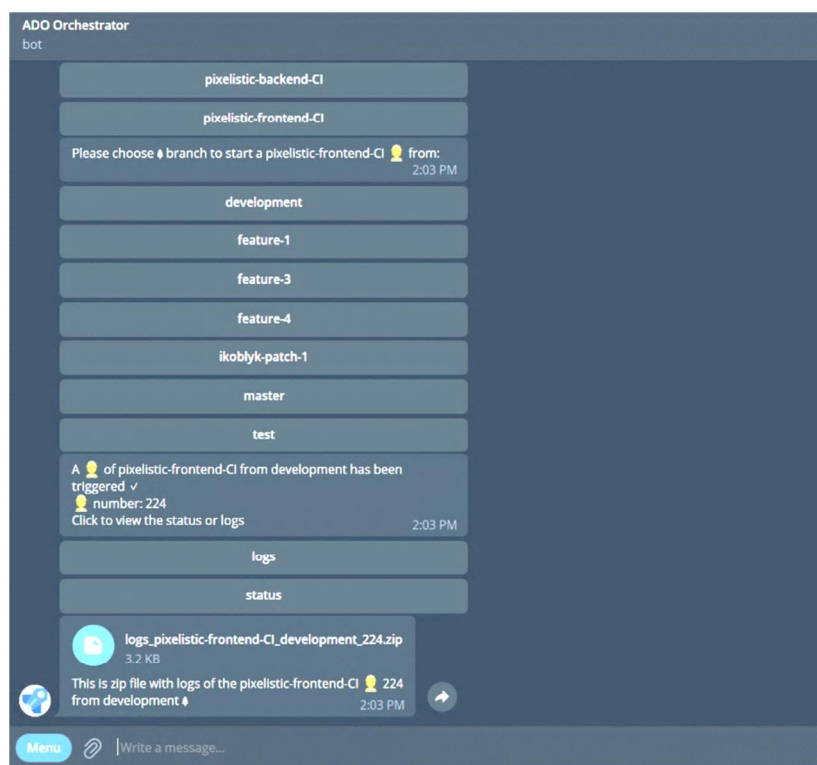 ADO Orchestrator
bot
pixelistic-backend-CI
pixelistic-frontend-CI
Please choose branch to start a pixelistic-frontend-CI 👤 from:
2:03 PM
development
feature-1
feature-3
feature-4
ikoblyk-patch-1
master
test
A 👤 of pixelistic-frontend-CI from development has been
triggered ✓
👤 number: 224
Click to view the status or logs
2:03 PM
logs
status
logs_pixelistic-frontend-CI_development_224.zip
3.2 KB
This is zip file with logs of the pixelistic-frontend-CI 👤 224
from development
2:03 PM
Menu
Write a message...